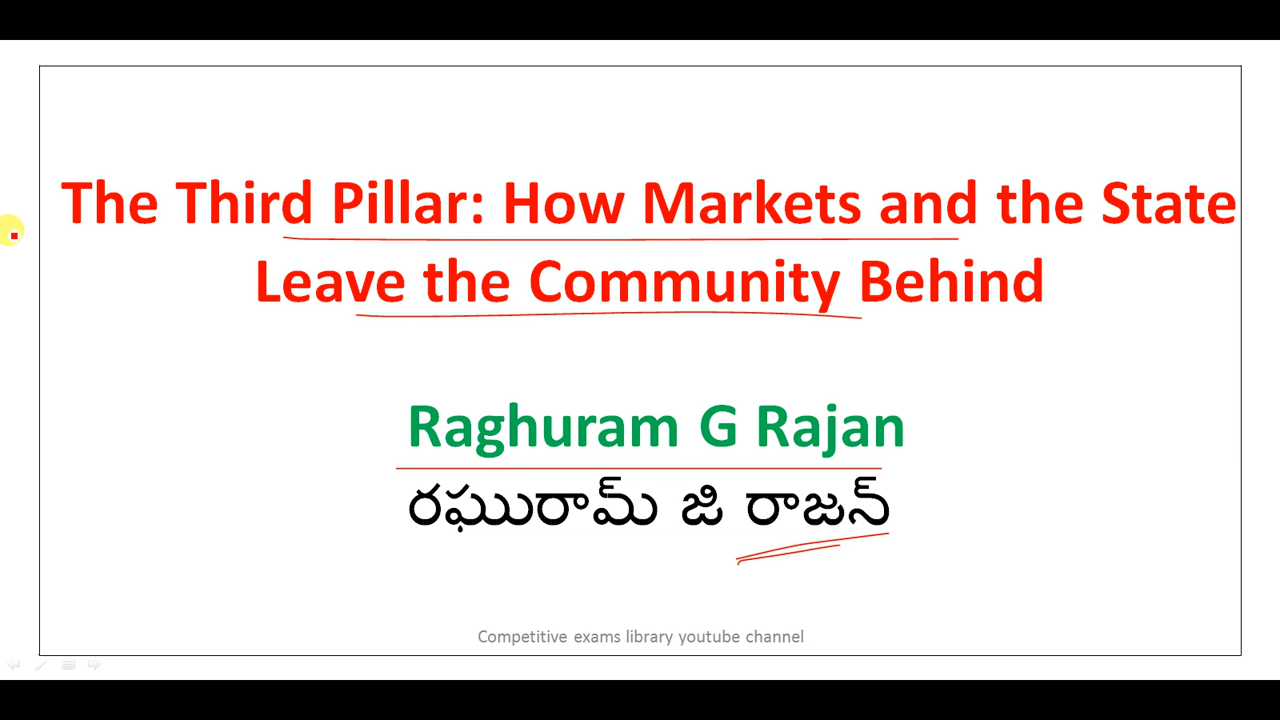 The Third Pillar: How Markets and the State
Leave the Community Behind
Raghuram G Rajan
రఘురామ్ జి రాజన్
Competitive exams library youtube channel